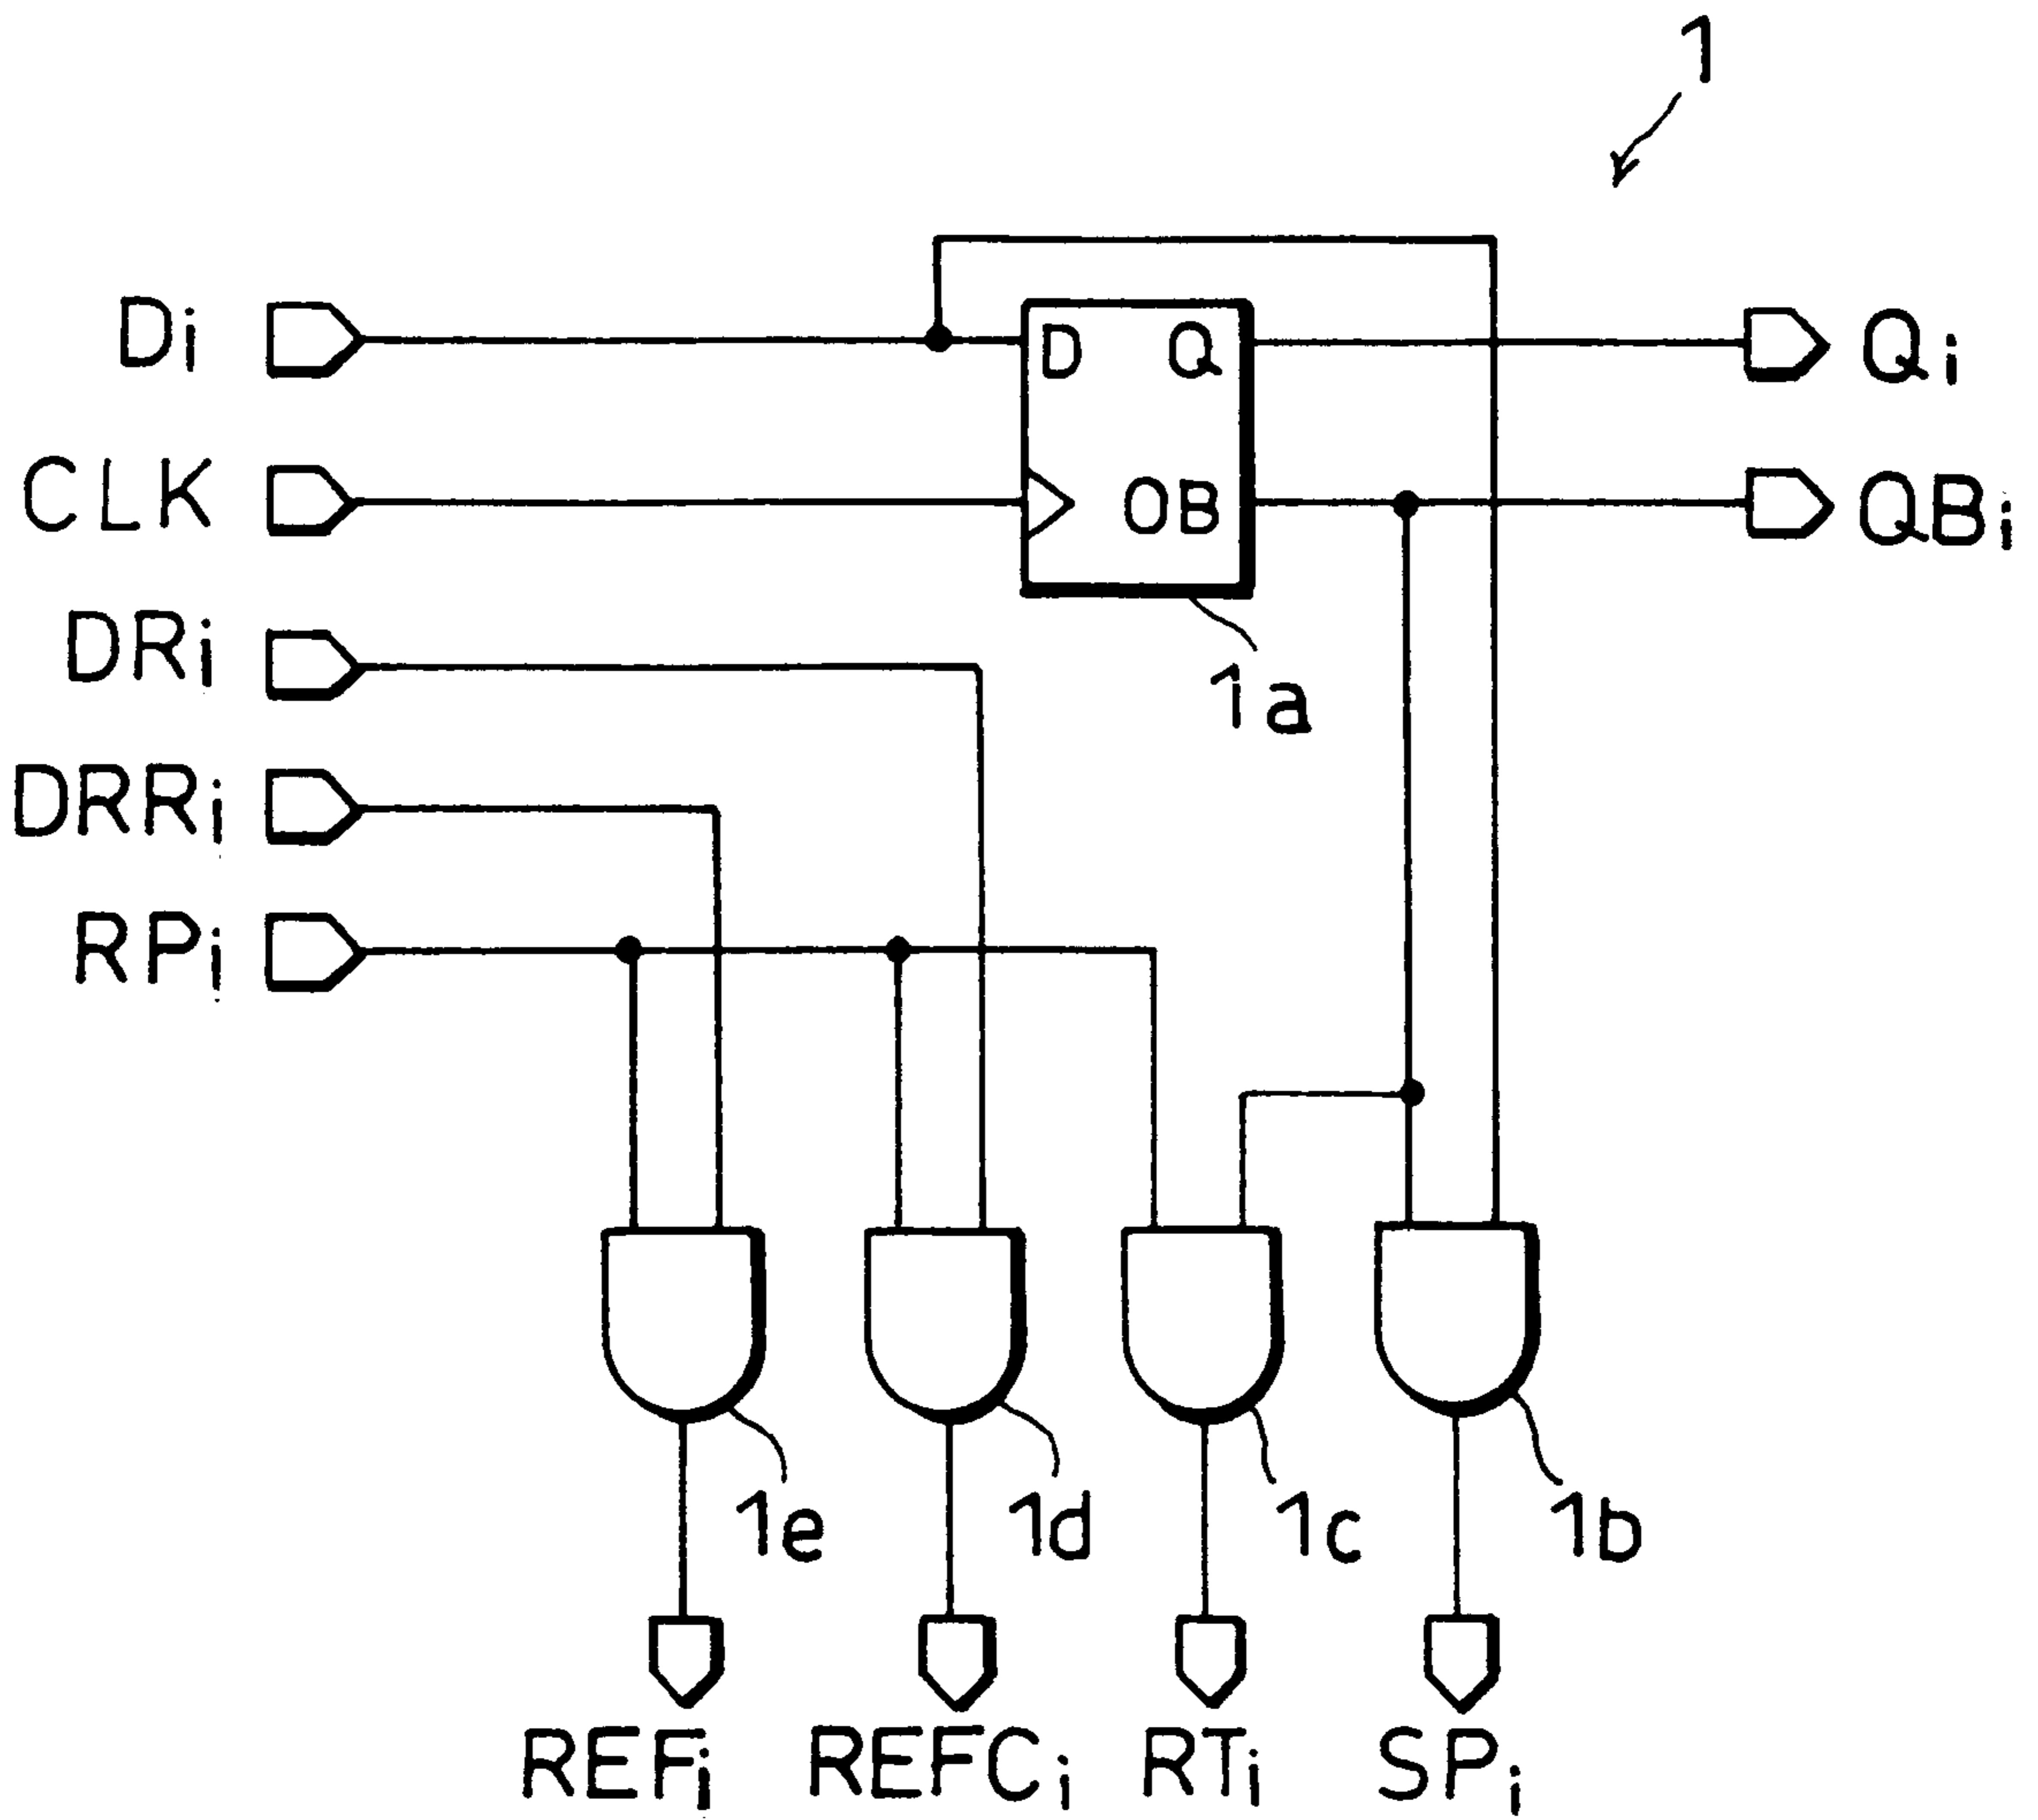 1
Di
D Q
Qi
CLK
OB
QBi
DRi
1a
DRRi
RPi
1e 1d 1c 1b
REFi REFCi RTi SPi